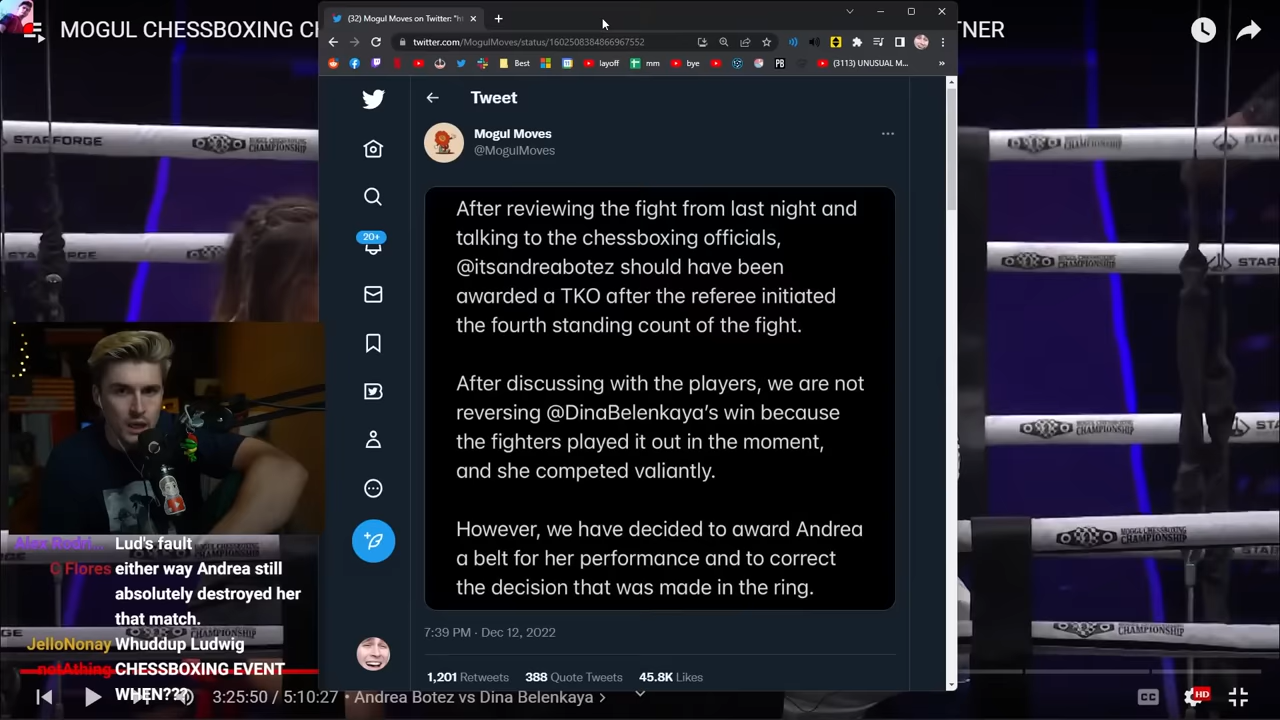 MOGUL CHESSBOXING CH
NER
(32) Mogul Moves on Twitter: "h
twitter.com/MogulMoves/status/1602508384866967552
Best
layoff
mm
bye
PB
(3113) UNUSUAL M...
Tweet
Mogul Moves
@MogulMoves
20+
After reviewing the fight from last night and
talking to the chessboxing officials,
@itsandreabotez should have been
awarded a TKO after the referee initiated
the fourth standing count of the fight.
After discussing with the players, we are not
reversing @DinaBelenkaya's win because
the fighters played it out in the moment,
and she competed valiantly.
However, we have decided to award Andrea
a belt for her performance and to correct
the decision that was made in the ring.
7:39 PM · Dec 12, 2022
1,201 Retweets 388 Quote Tweets 45.8K Likes
STARFORGE
MOGUL CHESSBOXING CHAMPIONSHIP
STAR
Lud's fault
C Flores either way Andrea still
absolutely destroyed her
that match.
JelloNonay Whuddup Ludwig
notAthing CHESSBOXING EVENT
WHEN???
3:25:50 / 5:10:27 • Andrea Botez vs Dina Belenkaya >
CC
HD